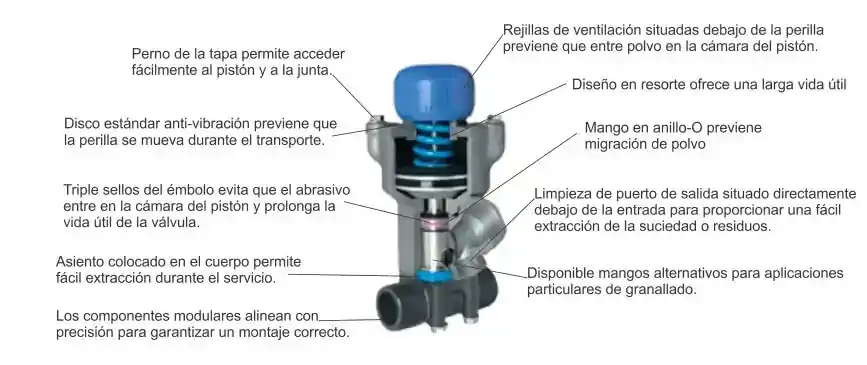 Perno de la tapa permite acceder
fácilmente al pistón y a la junta.
Disco estándar anti-vibración previene que
la perilla se mueva durante el transporte.
Triple sellos del émbolo evita que el abrasivo
entre en la cámara del pistón y prolonga la
vida útil de la válvula.
Asiento colocado en el cuerpo permite
fácil extracción durante el servicio.
Los componentes modulares alinean con
precisión para garantizar un montaje correcto.
Rejillas de ventilación situadas debajo de la perilla
previene que entre polvo en la cámara del pistón.
Diseño en resorte ofrece una larga vida útil
Mango en anillo-O previene
migración de polvo
Limpieza de puerto de salida situado directamente
debajo de la entrada para proporcionar una fácil
extracción de la suciedad o residuos.
Disponible mangos alternativos para aplicaciones
particulares de granallado.